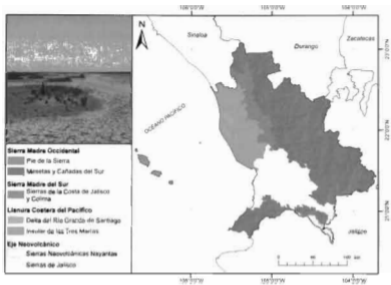 Sierra Madre Occidental
Pie de la Sierra
Mesetas y Cañadas del Sur
Sierra Madre del Sur
Sierras de la Costa de Jalisco
y Colima
Llanura Costera del Pacífico
Delta del Río Grande de Santiago
Insular de las Tres Marías
Eje Neovolcánico
Sierras Neovolcánicas Nayaritas
Sierras de Jalisco
N
Sinaloa
Durango
Zacatecas
OCÉANO PACÍFICO
Jalisco